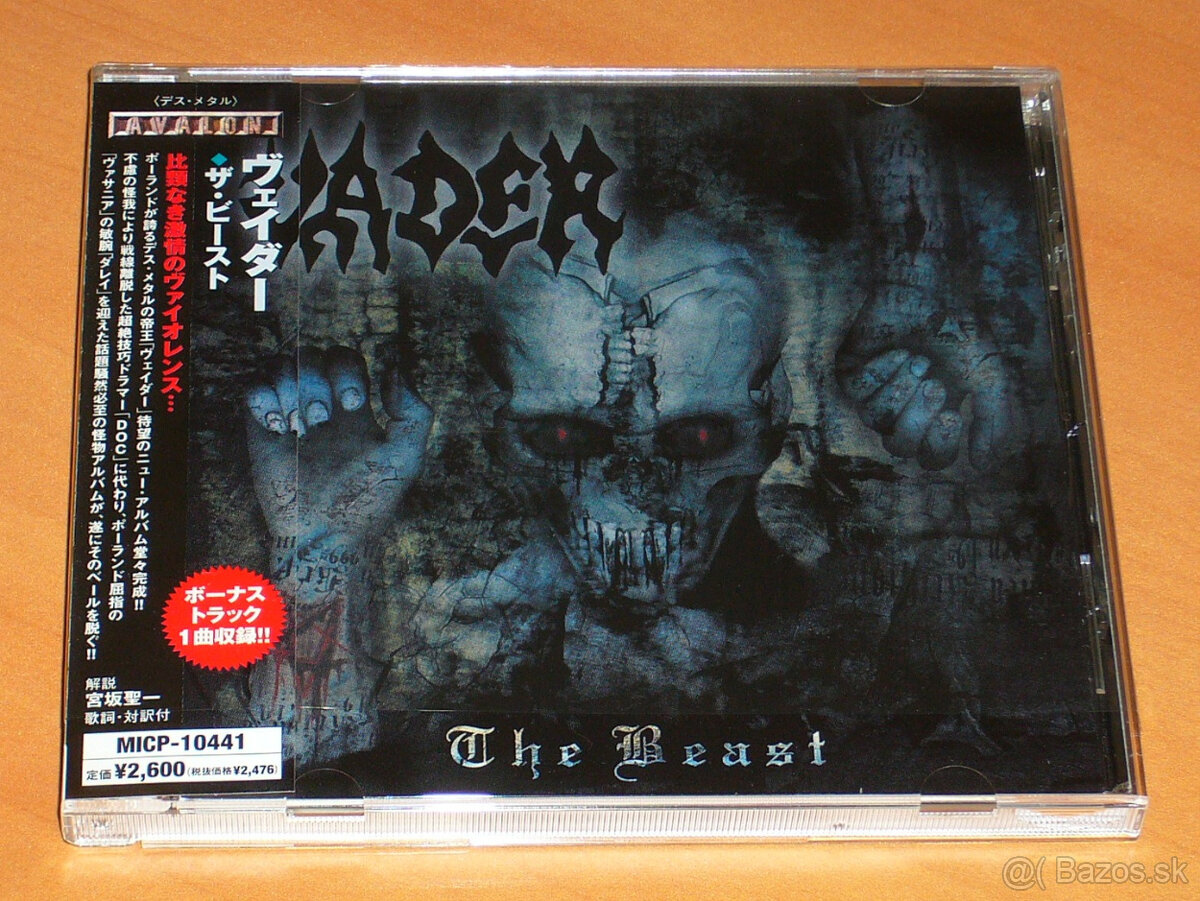 〈デス・メタル〉
AVALON
ヴェイダー
◆ザ・ビースト
比類なき激情のヴァイオレンス…
ポーランドが誇るデス・メタルの帝王「ヴェイダー」待望のニュー・アルバム堂々完成!!
不慮の怪我により戦線離脱した超絶技巧ドラマー「DOC」に代わり、ポーランド屈指の
「ヴァサニア」の敏腕「ダレイ」を迎えた話題騒然必至の怪物アルバムが、遂にそのベールを脱ぐ!!
ボーナス
トラック
1曲収録!!
解説
宮坂聖一
歌詞・対訳付
MICP-10441
定価¥2,600(税抜価格¥2,476)
VADER
The Beast
@( Bazos.sk